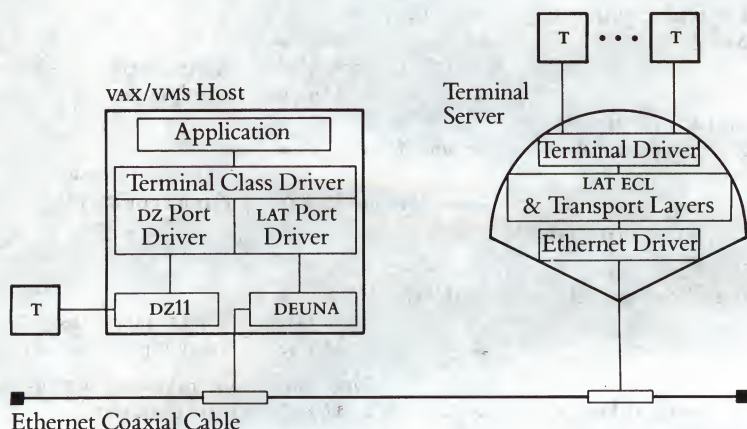 T • • • T
Terminal
Server
VAX/VMS Host
Application
Terminal Class Driver
DZ Port
Driver
LAT Port
Driver
T
DZ11
DEUNA
Terminal Driver
LAT ECL
& Transport Layers
Ethernet Driver
Ethernet Coaxial Cable